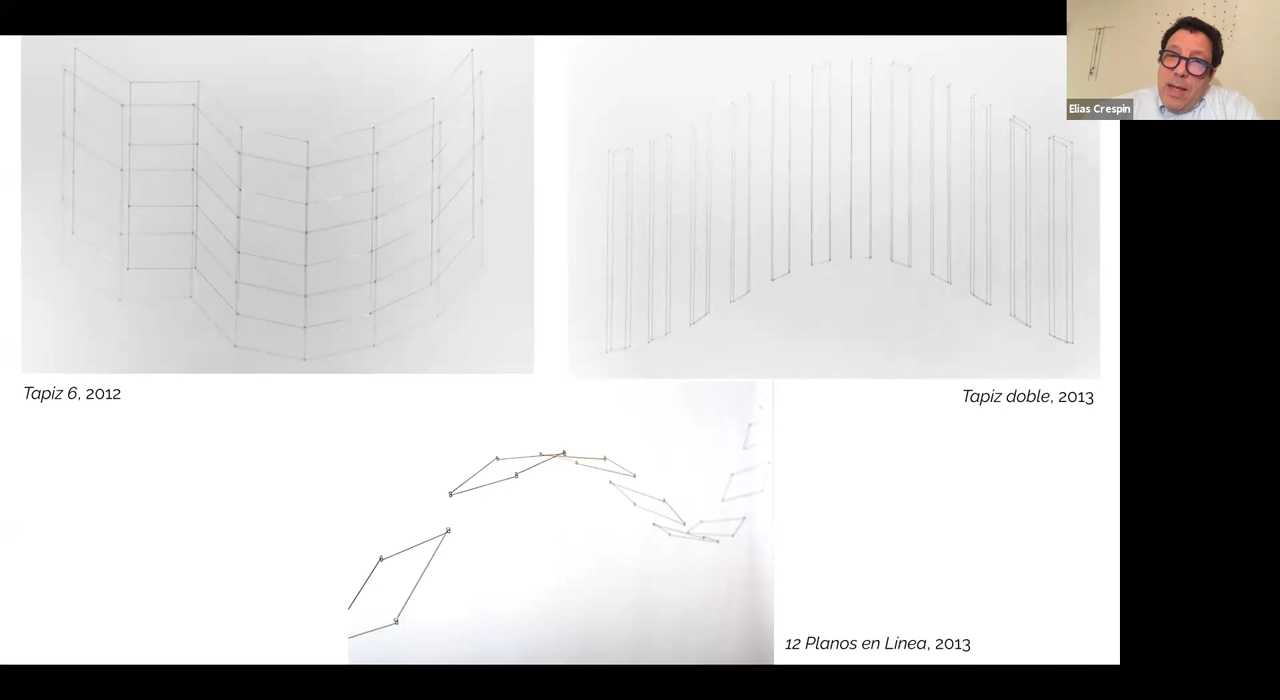 Elias Crespin
Tapiz 6, 2012
Tapiz doble, 2013
12 Planos en Línea, 2013